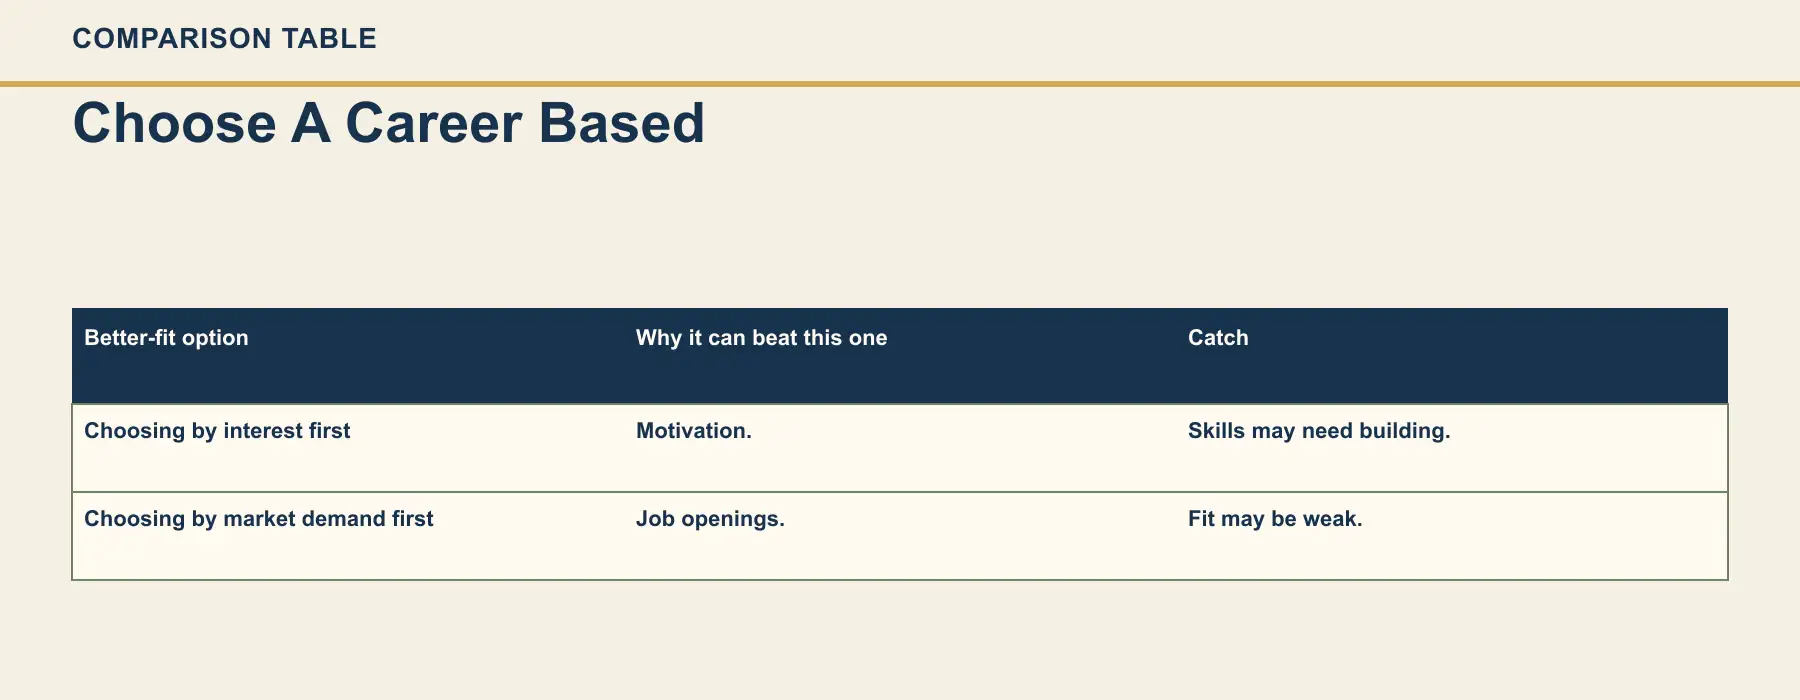 COMPARISON TABLE
Choose A Career Based
Better-fit option Why it can beat this one Catch
Choosing by interest first Motivation. Skills may need building.
Choosing by market demand first Job openings. Fit may be weak.